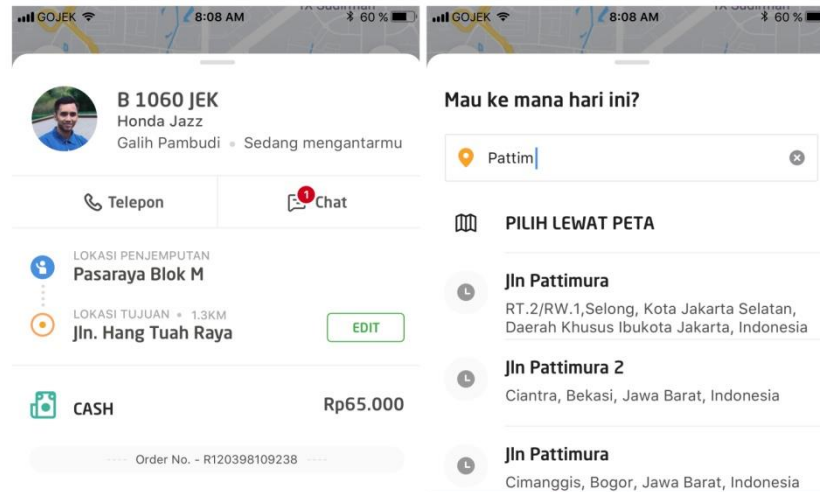 GOJEK
8:08 AM
60 %
B 1060 JEK
Honda Jazz
Galih Pambudi • Sedang mengantarmu
Telepon
1
Chat
LOKASI PENJEMPUTAN
Pasaraya Blok M
LOKASI TUJUAN • 1.3KM
Jln. Hang Tuah Raya
EDIT
CASH
Rp65.000
Order No. - R120398109238
GOJEK
8:08 AM
60 %
Mau ke mana hari ini?
Pattim
PILIH LEWAT PETA
Jln Pattimura
RT.2/RW.1,Selong, Kota Jakarta Selatan,
Daerah Khusus Ibukota Jakarta, Indonesia
Jln Pattimura 2
Ciantra, Bekasi, Jawa Barat, Indonesia
Jln Pattimura
Cimanggis, Bogor, Jawa Barat, Indonesia